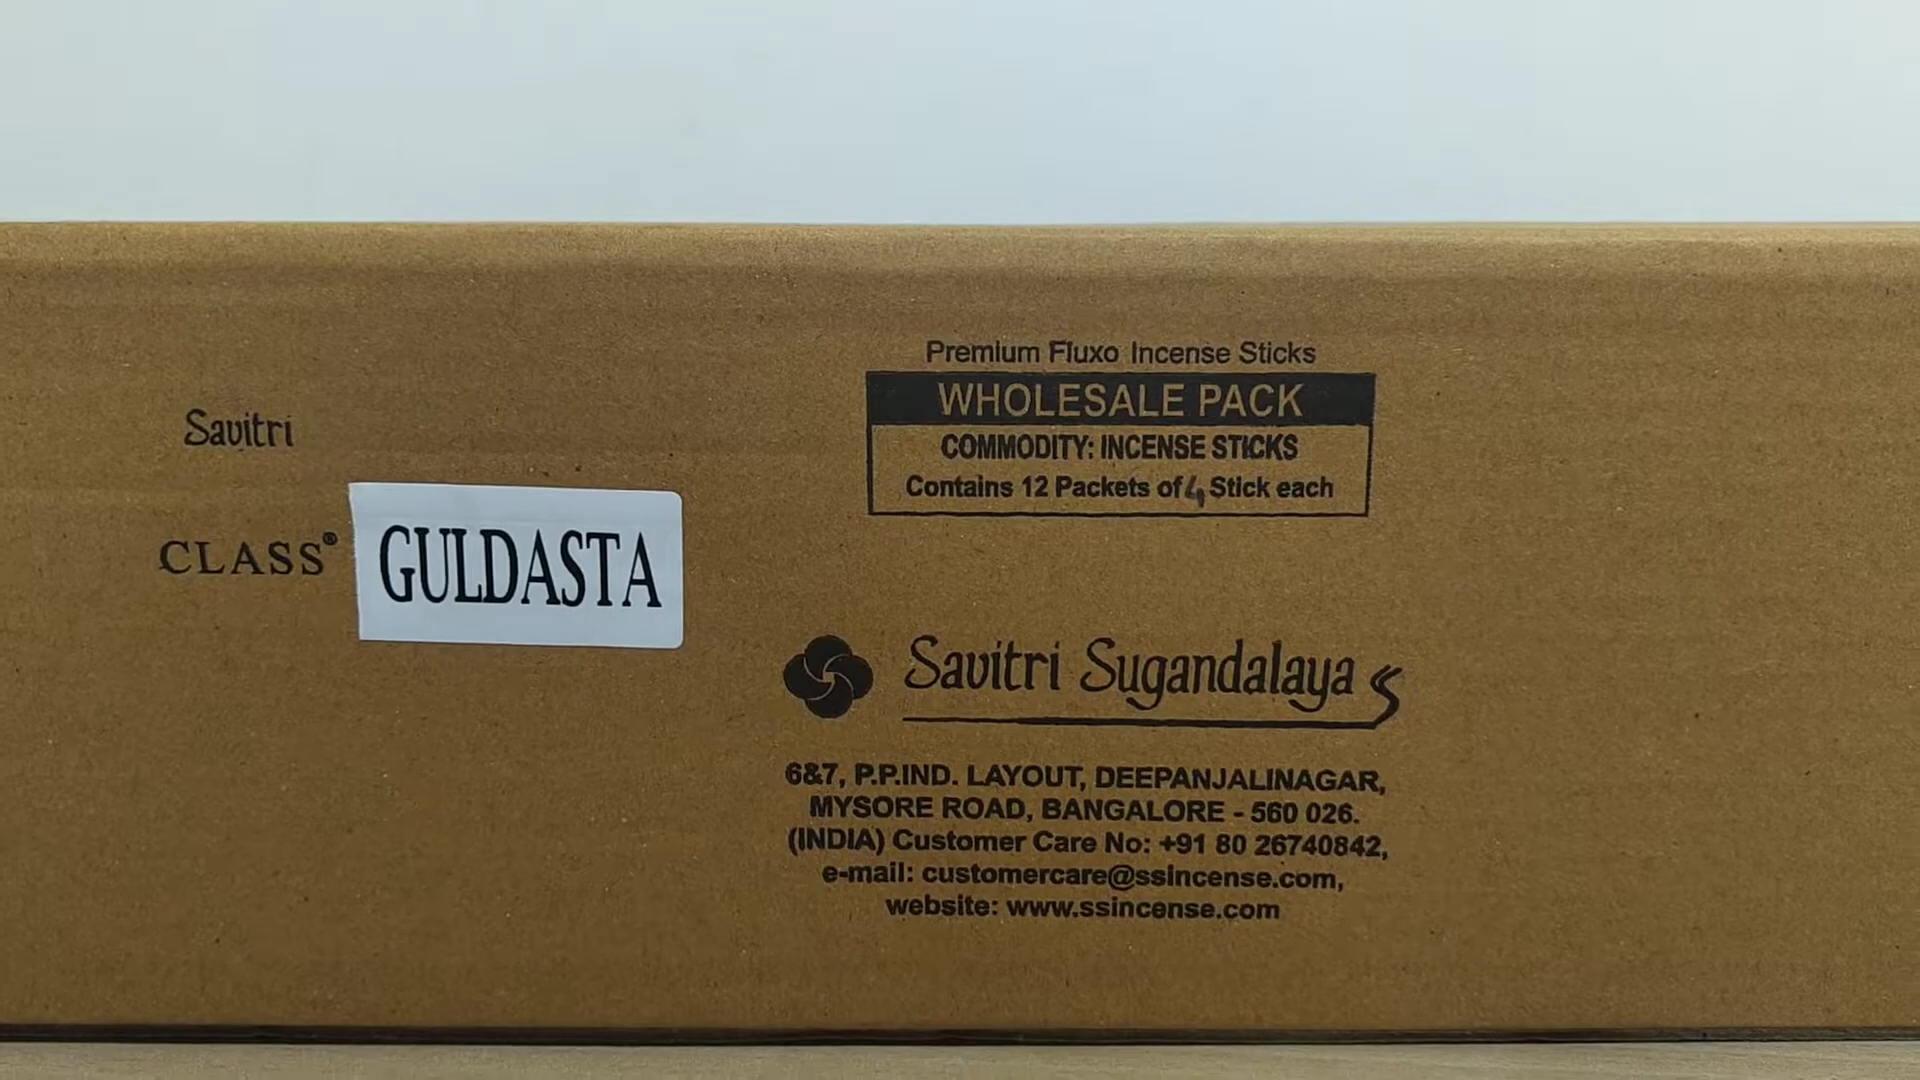 Savitri
CLASS®
GULDASTA
Premium Fluxo Incense Sticks
WHOLESALE PACK
COMMODITY: INCENSE STICKS
Contains 12 Packets of 4 Stick each
Savitri Sugandalaya
6&7, P.P.IND. LAYOUT, DEEPANJALINAGAR,
MYSORE ROAD, BANGALORE - 560 026.
(INDIA) Customer Care No: +91 80 26740842,
e-mail: customercare@ssincense.com,
website: www.ssincense.com